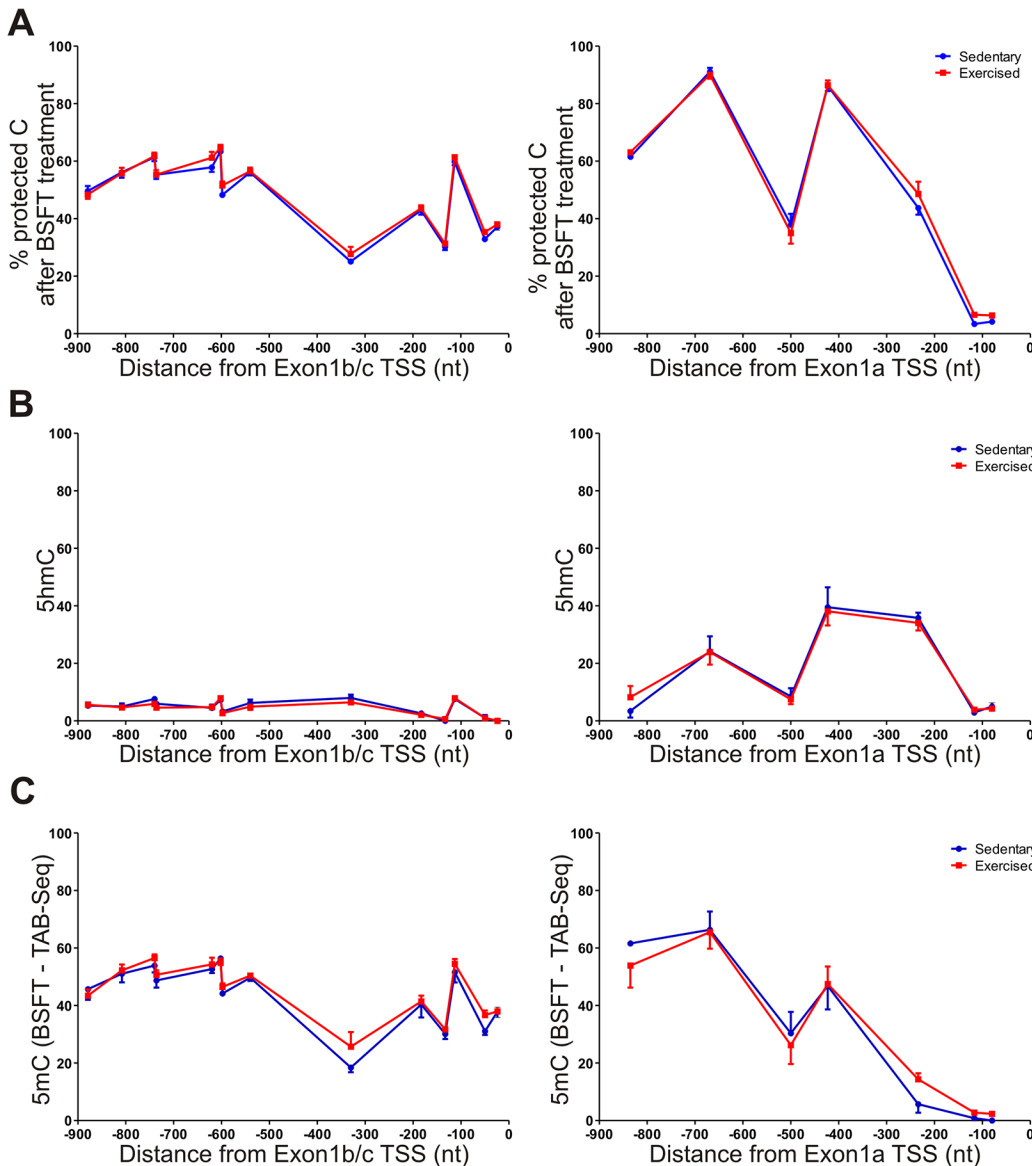 A
% protected C
after BSFT treatment
100
80
60
40
20
0
-900 -800 -700 -600 -500 -400 -300 -200 -100 0
Distance from Exon1b/c TSS (nt)
% protected C
after BSFT treatment
100
80
60
40
20
0
-900 -800 -700 -600 -500 -400 -300 -200 -100 0
Distance from Exon1a TSS (nt)
Sedentary
Exercised
B
5hmC
100
80
60
40
20
0
-900 -800 -700 -600 -500 -400 -300 -200 -100 0
Distance from Exon1b/c TSS (nt)
5hmC
100
80
60
40
20
0
-900 -800 -700 -600 -500 -400 -300 -200 -100 0
Distance from Exon1a TSS (nt)
Sedentary
Exercised
C
5mC (BSFT - TAB-Seq)
100
80
60
40
20
0
-900 -800 -700 -600 -500 -400 -300 -200 -100 0
Distance from Exon1b/c TSS (nt)
5mC (BSFT - TAB-Seq)
100
80
60
40
20
0
-900 -800 -700 -600 -500 -400 -300 -200 -100 0
Distance from Exon1a TSS (nt)
Sedentary
Exercised